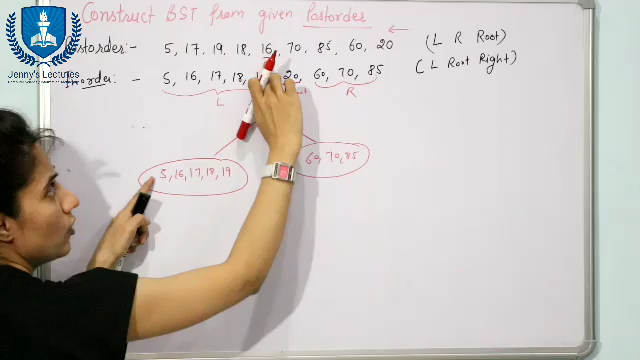 Jenny's Lectures
Construct BST from given Postorder
Postorder:- 5, 17, 19, 18, 16, 70, 85, 60, 20 (L R Root)
:- 5, 16, 17, 18, 20, 60, 70, 85 (L Root Right)
L R
5, 16, 17, 18, 19 60, 70, 85